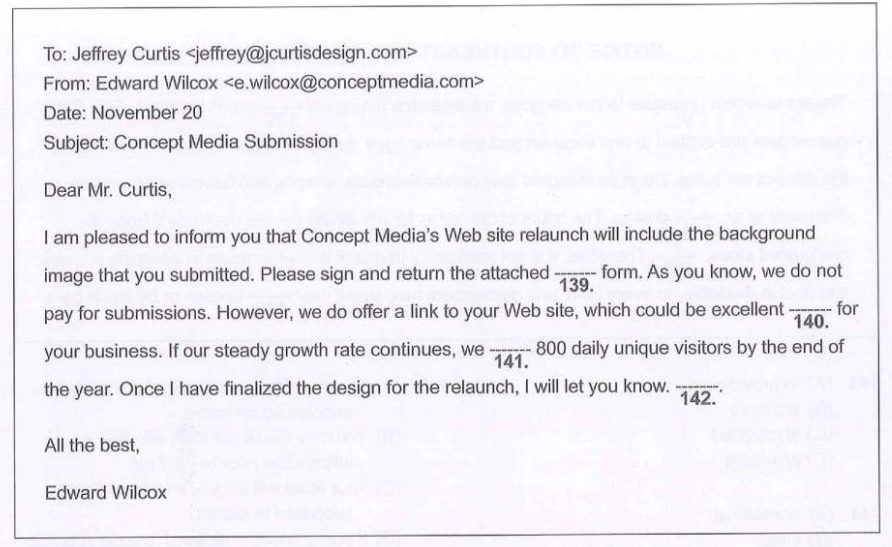 To: Jeffrey Curtis <jeffrey@jcurtisdesign.com>
From: Edward Wilcox <e.wilcox@conceptmedia.com>
Date: November 20
Subject: Concept Media Submission
Dear Mr. Curtis,
I am pleased to inform you that Concept Media's Web site relaunch will include the background
image that you submitted. Please sign and return the attached ------- form. As you know, we do not
139.
pay for submissions. However, we do offer a link to your Web site, which could be excellent ------- for
140.
your business. If our steady growth rate continues, we ------- 800 daily unique visitors by the end of
141.
the year. Once I have finalized the design for the relaunch, I will let you know. -------.
142.
All the best,
Edward Wilcox